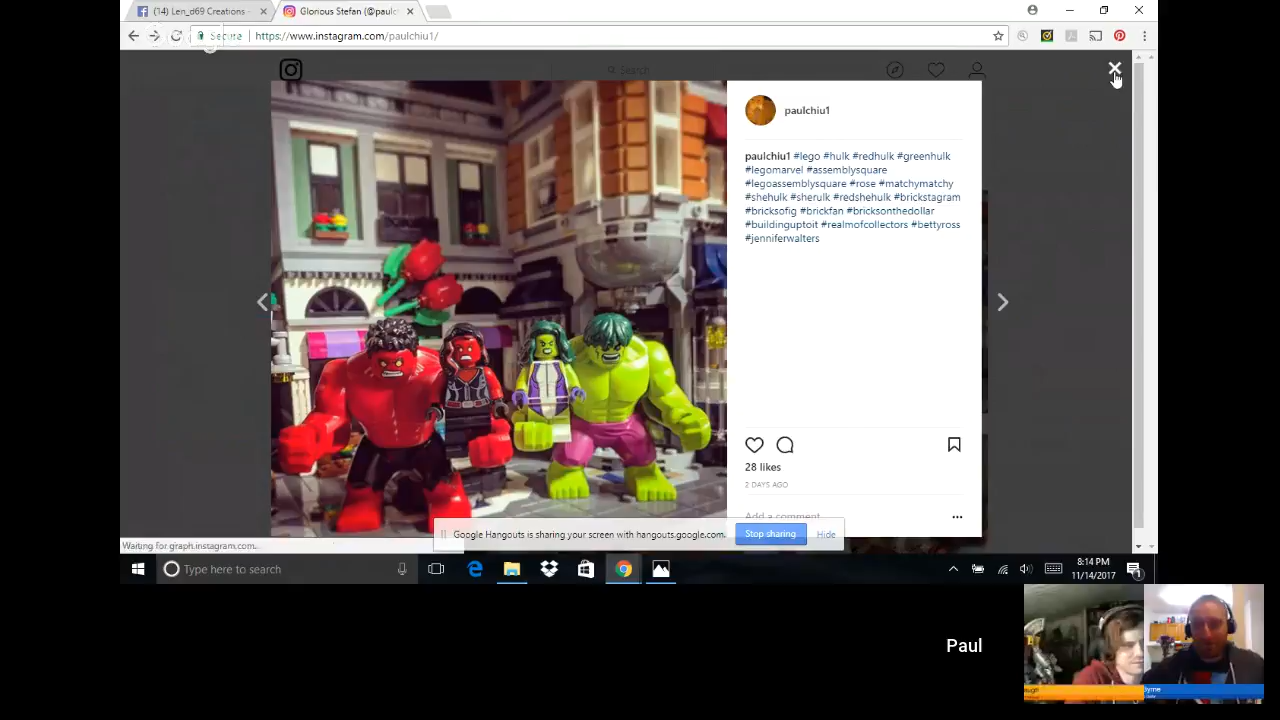 (14) Len_d69 Creations -
Glorious Stefan (@paulc
Secure
https://www.instagram.com/paulchiu1/
Search
paulchiu1
paulchiu1 #lego #hulk #redhulk #greenhulk
#legomarvel #assemblysquare
#legoassemblysquare #rose #matchymatchy
#shehulk #sherulk #redshehulk #brickstagram
#bricksofig #brickfan #bricksonthedollar
#buildinguptoit #realmofcollectors #bettyross
#jenniferwalters
28 likes
2 DAYS AGO
Add a comment...
Google Hangouts is sharing your screen with hangouts.google.com.
Stop sharing
Hide
Waiting for graph.instagram.com...
Type here to search
8:14 PM
11/14/2017
1
Paul